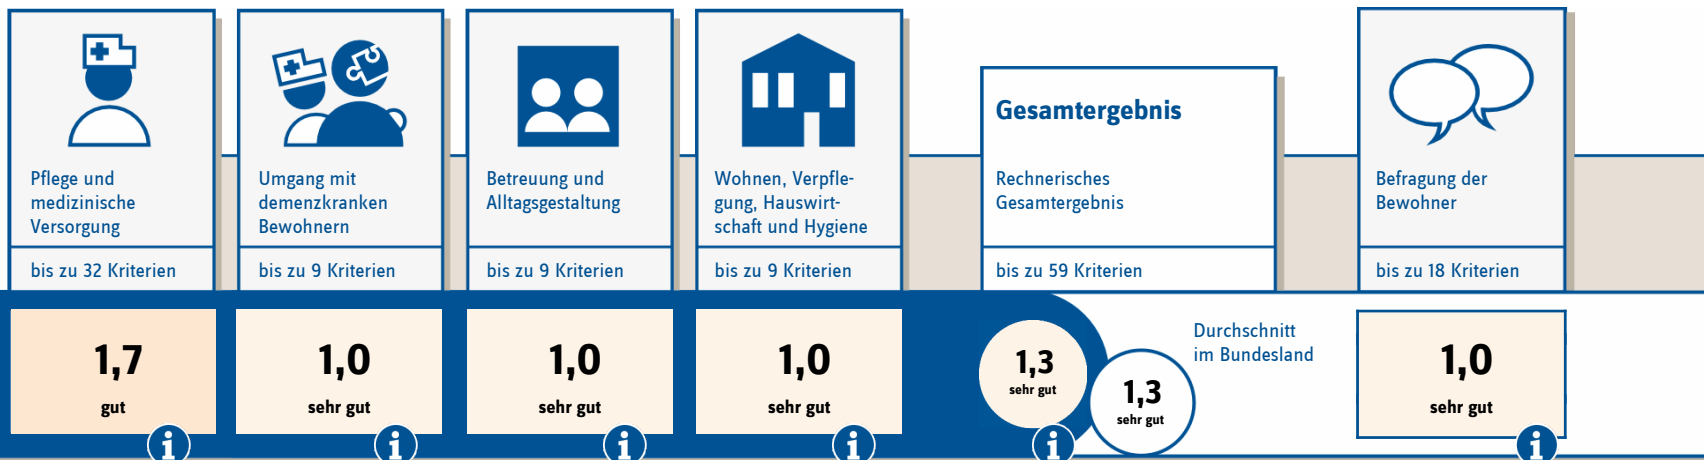 Pflege und
medizinische
Versorgung
bis zu 32 Kriterien
1,7
gut
i
Umgang mit
demenzkranken
Bewohnern
bis zu 9 Kriterien
1,0
sehr gut
i
Betreuung und
Alltagsgestaltung
bis zu 9 Kriterien
1,0
sehr gut
i
Wohnen, Verpfle-
gung, Hauswirt-
schaft und Hygiene
bis zu 9 Kriterien
1,0
sehr gut
i
Gesamtergebnis
Rechnerisches
Gesamtergebnis
bis zu 59 Kriterien
1,3
sehr gut
i
Durchschnitt
im Bundesland
1,3
sehr gut
Befragung der
Bewohner
bis zu 18 Kriterien
1,0
sehr gut
i